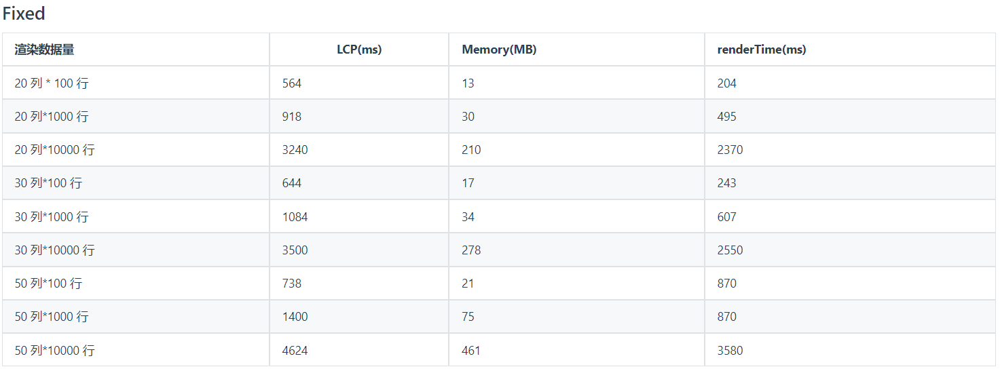 Fixed
渲染数据量 LCP(ms) Memory(MB) renderTime(ms)
20 列 * 100 行 564 13 204
20 列*1000 行 918 30 495
20 列*10000 行 3240 210 2370
30 列*100 行 644 17 243
30 列*1000 行 1084 34 607
30 列*10000 行 3500 278 2550
50 列*100 行 738 21 870
50 列*1000 行 1400 75 870
50 列*10000 行 4624 461 3580